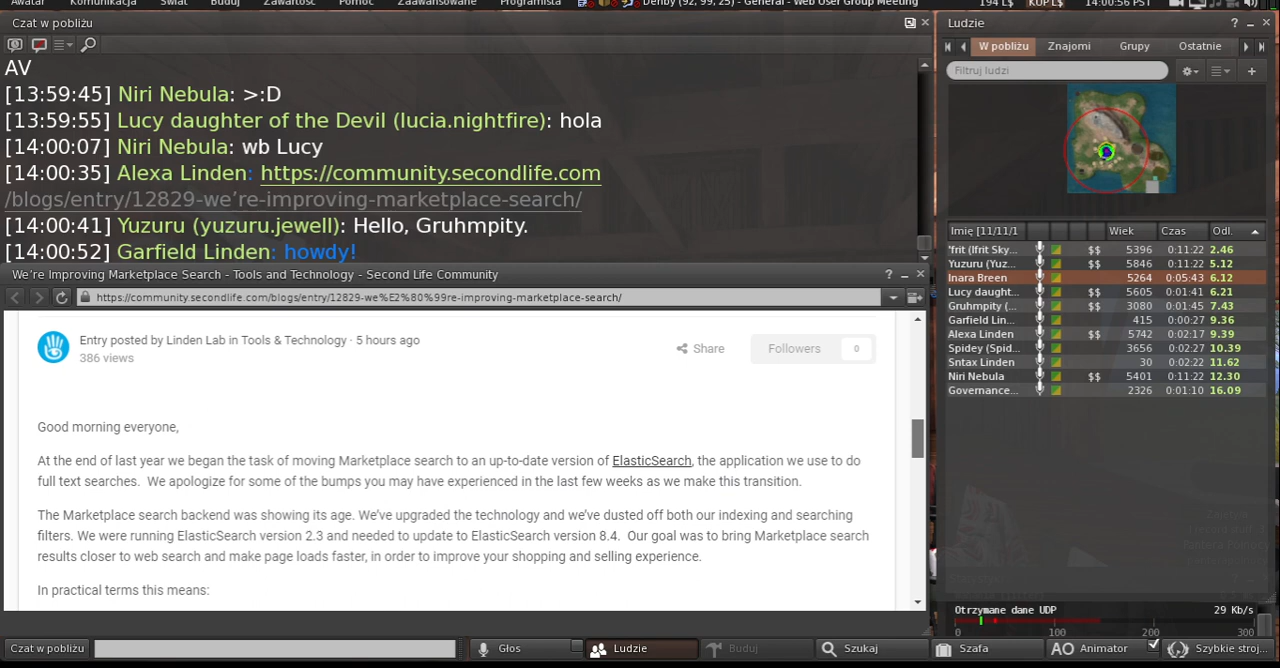 Awatar Komunikacja Świat Buduj Zawartość Pomoc Zaawansowane Programista Denby (92, 99, 25) - General - Web User Group Meeting 194 L$ KUP L$ 14:00:56 PST
Czat w pobliżu
AV
[13:59:45] Niri Nebula: >:D
[13:59:55] Lucy daughter of the Devil (lucia.nightfire): hola
[14:00:07] Niri Nebula: wb Lucy
[14:00:35] Alexa Linden: https://community.secondlife.com
/blogs/entry/12829-we’re-improving-marketplace-search/
[14:00:41] Yuzuru (yuzuru.jewell): Hello, Gruhmpity.
[14:00:52] Garfield Linden: howdy!
We’re Improving Marketplace Search - Tools and Technology - Second Life Community
https://community.secondlife.com/blogs/entry/12829-we%E2%80%99re-improving-marketplace-search/
Entry posted by Linden Lab in Tools & Technology · 5 hours ago
386 views
Share
Followers 0
Good morning everyone,
At the end of last year we began the task of moving Marketplace search to an up-to-date version of ElasticSearch, the application we use to do
full text searches.  We apologize for some of the bumps you may have experienced in the last few weeks as we make this transition.
The Marketplace search backend was showing its age. We’ve upgraded the technology and we’ve dusted off both our indexing and searching
filters. We were running ElasticSearch version 2.3 and needed to update to ElasticSearch version 8.4.  Our goal was to bring Marketplace search
results closer to web search and make page loads faster, in order to improve your shopping and selling experience.
In practical terms this means:
Ludzie
W pobliżu Znajomi Grupy Ostatnie
Filtruj ludzi
Imię [11/11/1 Wiek Czas Odl.
'frit (Ifrit Sky... $$ 5396 0:11:22 2.46
Yuzuru (Yuz... $$ 5846 0:11:22 5.12
Inara Breen 5264 0:05:43 6.12
Lucy daught... $$ 5605 0:01:41 6.21
Gruhmpity (... $$ 3080 0:01:45 7.43
Garfield Lin... 415 0:00:27 9.36
Alexa Linden $$ 5742 0:02:17 9.39
Spidey (Spid... 3656 0:02:27 10.39
Sntax Linden 30 0:02:22 11.62
Niri Nebula $$ 5401 0:11:22 12.30
Governance... 2326 0:01:10 16.09
Otrzymane dane UDP 29 Kb/s
0 100 200 300
Czat w pobliżu Głos Ludzie Buduj Szukaj Szafa AO Animator Szybkie stroj...